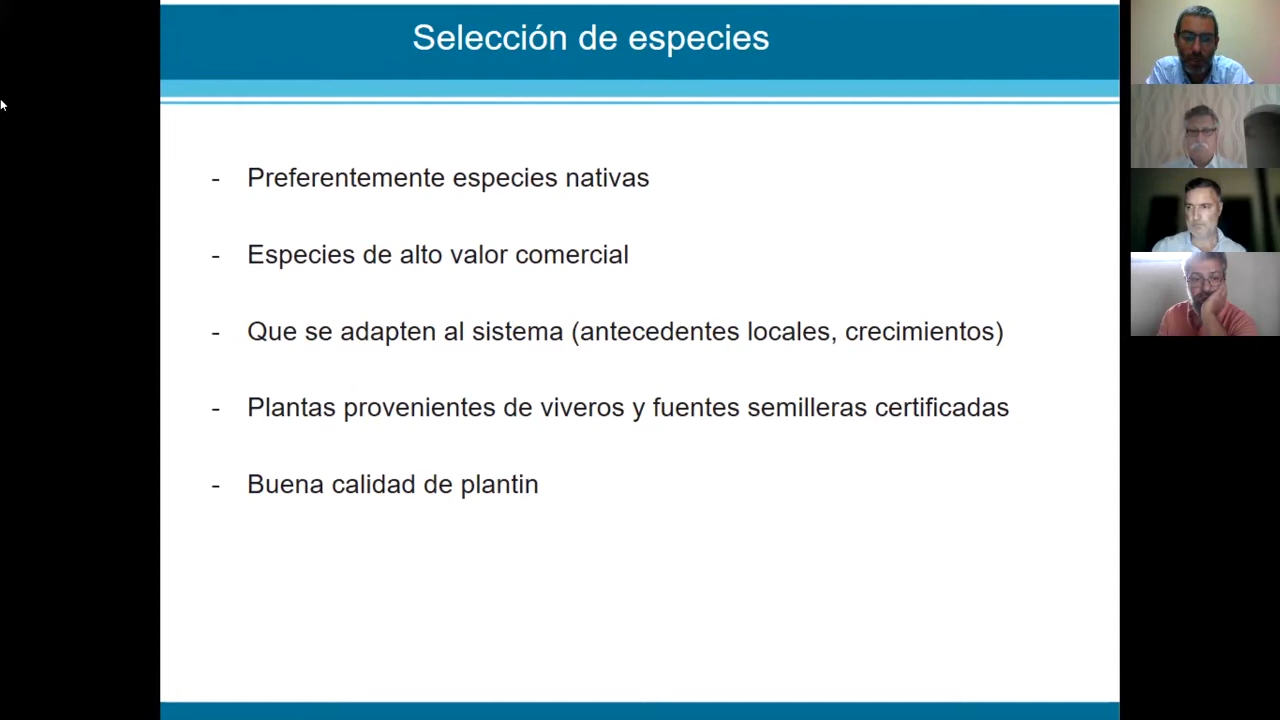 Selección de especies
- Preferentemente especies nativas
- Especies de alto valor comercial
- Que se adapten al sistema (antecedentes locales, crecimientos)
- Plantas provenientes de viveros y fuentes semilleras certificadas
- Buena calidad de plantin